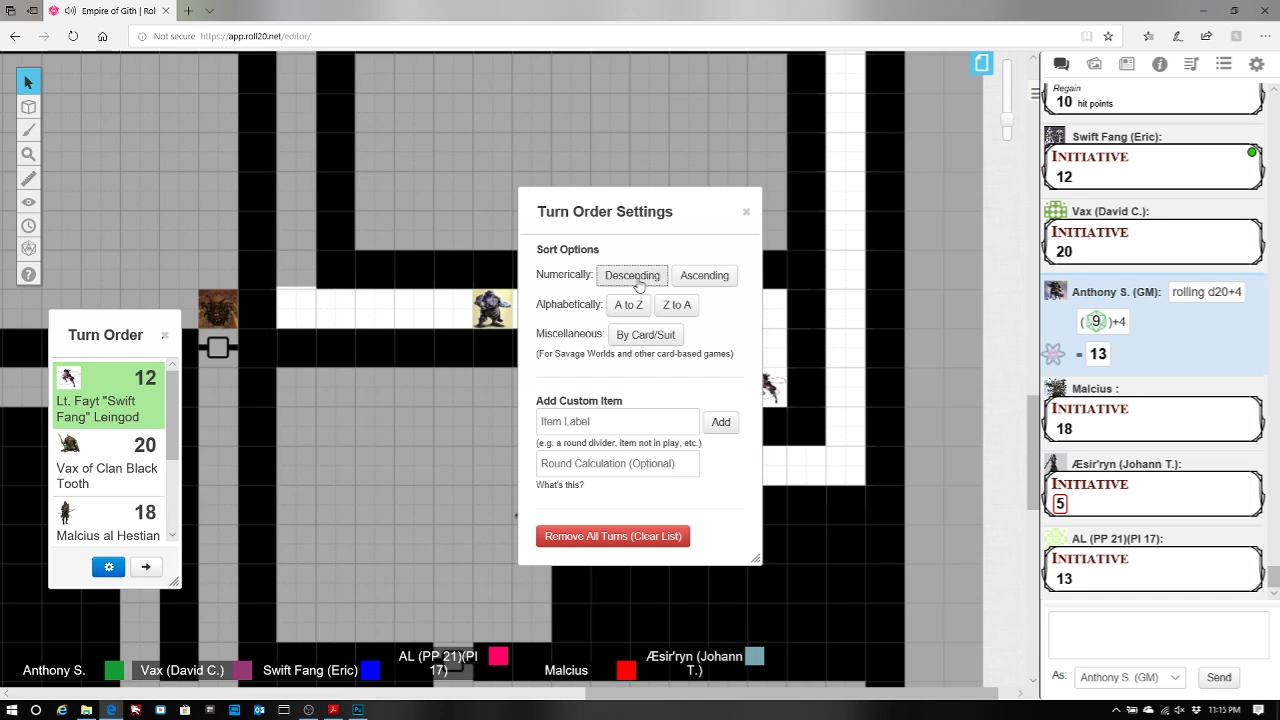 Empire of Gith | Rol
Not secure
https://app.roll20.net/editor/
Turn Order
12
Lt. Fay "Swift
Fang" Leingod
20
Vax of Clan Black
Tooth
18
Malcius al Hestian
Turn Order Settings
Sort Options
Numerically:
Descending
Ascending
Alphabetically:
A to Z
Z to A
Miscellaneous:
By Card/Suit
(For Savage Worlds and other card-based games)
Add Custom Item
Item Label
Add
(e.g. a round divider, item not in play, etc.)
Round Calculation (Optional)
What's this?
Remove All Turns (Clear List)
Regain
10 hit points
Swift Fang (Eric):
INITIATIVE
12
Vax (David C.):
INITIATIVE
20
Anthony S. (GM):
rolling d20+4
(9)+4
= 13
Malcius :
INITIATIVE
18
Æsir'ryn (Johann T.):
INITIATIVE
5
AL (PP 21)(PI 17):
INITIATIVE
13
As:
Anthony S. (GM)
Send
Anthony S.
Vax (David C.)
Swift Fang (Eric)
AL (PP 21)(PI
17)
Malcius
Æsir'ryn (Johann
T.)
11:15 PM